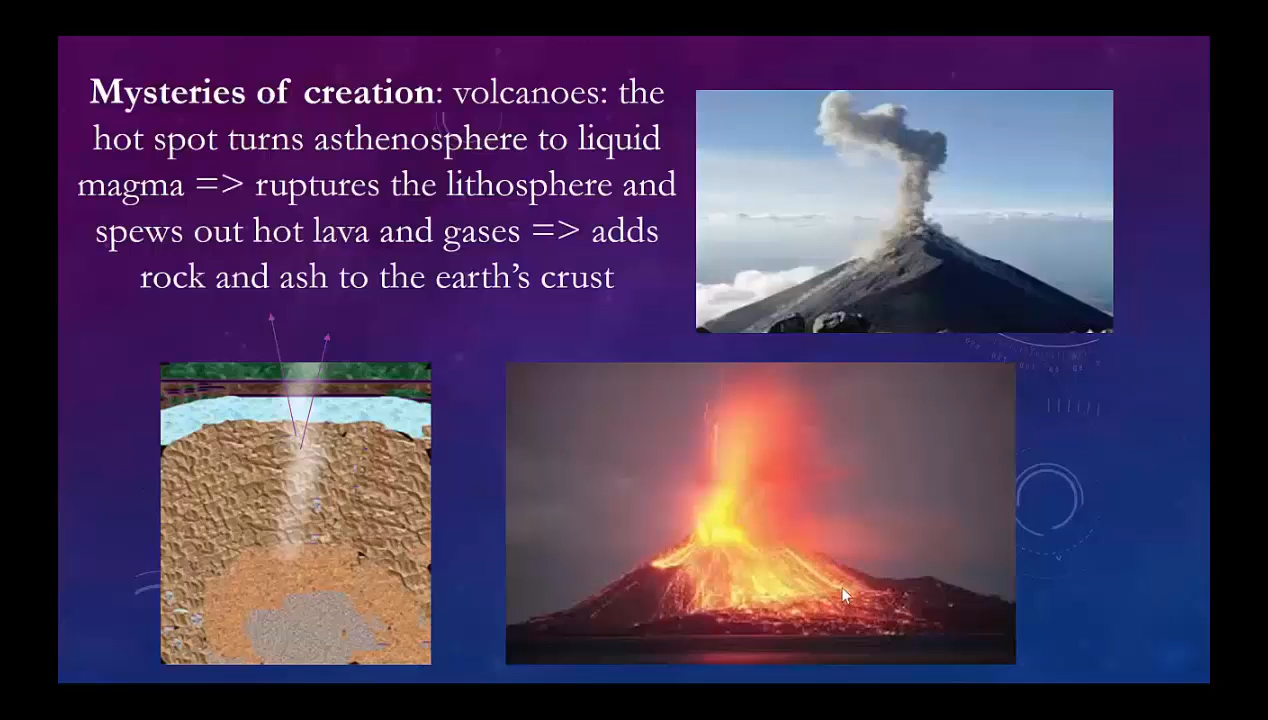 Mysteries of creation: volcanoes: the
hot spot turns asthenosphere to liquid
magma => ruptures the lithosphere and
spews out hot lava and gases => adds
rock and ash to the earth’s crust